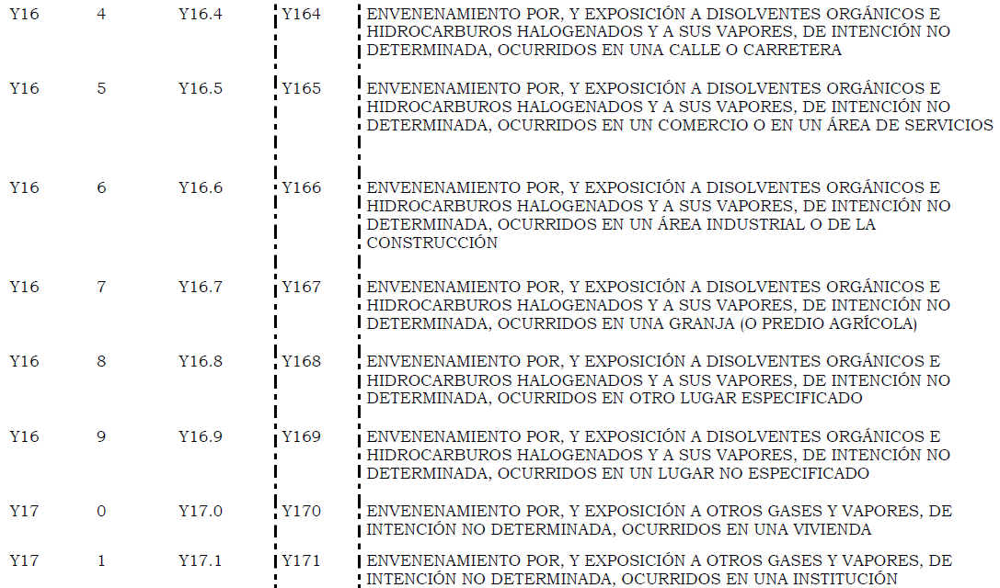 Y16 4 Y16.4 Y164 ENVENENAMIENTO POR, Y EXPOSICIÓN A DISOLVENTES ORGÁNICOS E
HIDROCARBUROS HALOGENADOS Y A SUS VAPORES, DE INTENCIÓN NO
DETERMINADA, OCURRIDOS EN UNA CALLE O CARRETERA
Y16 5 Y16.5 Y165 ENVENENAMIENTO POR, Y EXPOSICIÓN A DISOLVENTES ORGÁNICOS E
HIDROCARBUROS HALOGENADOS Y A SUS VAPORES, DE INTENCIÓN NO
DETERMINADA, OCURRIDOS EN UN COMERCIO O EN UN ÁREA DE SERVICIOS
Y16 6 Y16.6 Y166 ENVENENAMIENTO POR, Y EXPOSICIÓN A DISOLVENTES ORGÁNICOS E
HIDROCARBUROS HALOGENADOS Y A SUS VAPORES, DE INTENCIÓN NO
DETERMINADA, OCURRIDOS EN UN ÁREA INDUSTRIAL O DE LA
CONSTRUCCIÓN
Y16 7 Y16.7 Y167 ENVENENAMIENTO POR, Y EXPOSICIÓN A DISOLVENTES ORGÁNICOS E
HIDROCARBUROS HALOGENADOS Y A SUS VAPORES, DE INTENCIÓN NO
DETERMINADA, OCURRIDOS EN UNA GRANJA (O PREDIO AGRÍCOLA)
Y16 8 Y16.8 Y168 ENVENENAMIENTO POR, Y EXPOSICIÓN A DISOLVENTES ORGÁNICOS E
HIDROCARBUROS HALOGENADOS Y A SUS VAPORES, DE INTENCIÓN NO
DETERMINADA, OCURRIDOS EN OTRO LUGAR ESPECIFICADO
Y16 9 Y16.9 Y169 ENVENENAMIENTO POR, Y EXPOSICIÓN A DISOLVENTES ORGÁNICOS E
HIDROCARBUROS HALOGENADOS Y A SUS VAPORES, DE INTENCIÓN NO
DETERMINADA, OCURRIDOS EN UN LUGAR NO ESPECIFICADO
Y17 0 Y17.0 Y170 ENVENENAMIENTO POR, Y EXPOSICIÓN A OTROS GASES Y VAPORES, DE
INTENCIÓN NO DETERMINADA, OCURRIDOS EN UNA VIVIENDA
Y17 1 Y17.1 Y171 ENVENENAMIENTO POR, Y EXPOSICIÓN A OTROS GASES Y VAPORES, DE
INTENCIÓN NO DETERMINADA, OCURRIDOS EN UNA INSTITUCIÓN